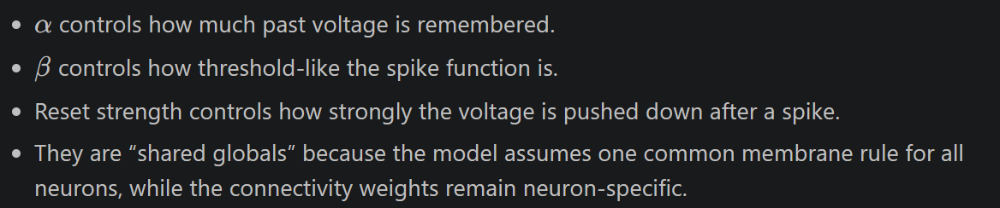 • α controls how much past voltage is remembered.
• β controls how threshold-like the spike function is.
• Reset strength controls how strongly the voltage is pushed down after a spike.
• They are “shared globals” because the model assumes one common membrane rule for all
neurons, while the connectivity weights remain neuron-specific.